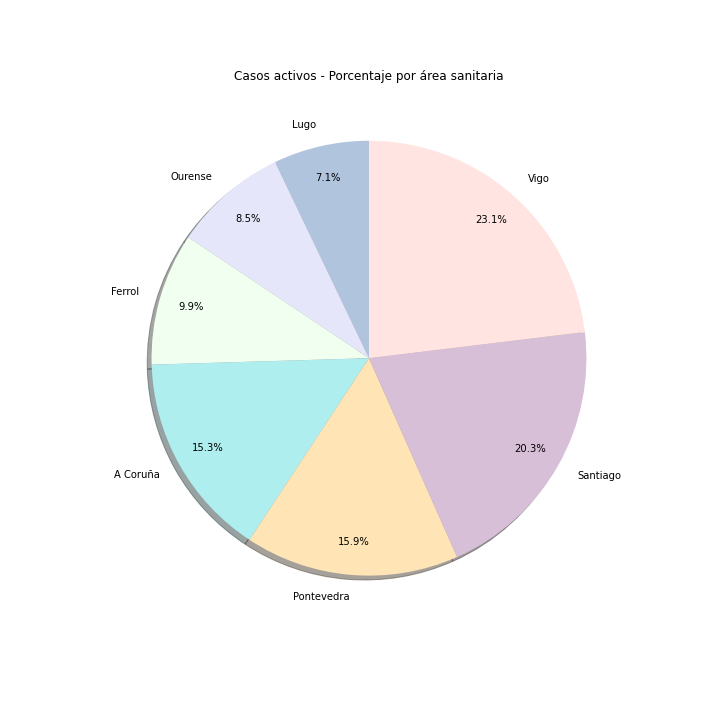 Casos activos - Porcentaje por área sanitaria
Lugo
7.1%
Vigo
23.1%
Ourense
8.5%
Ferrol
9.9%
A Coruña
15.3%
Santiago
20.3%
Pontevedra
15.9%